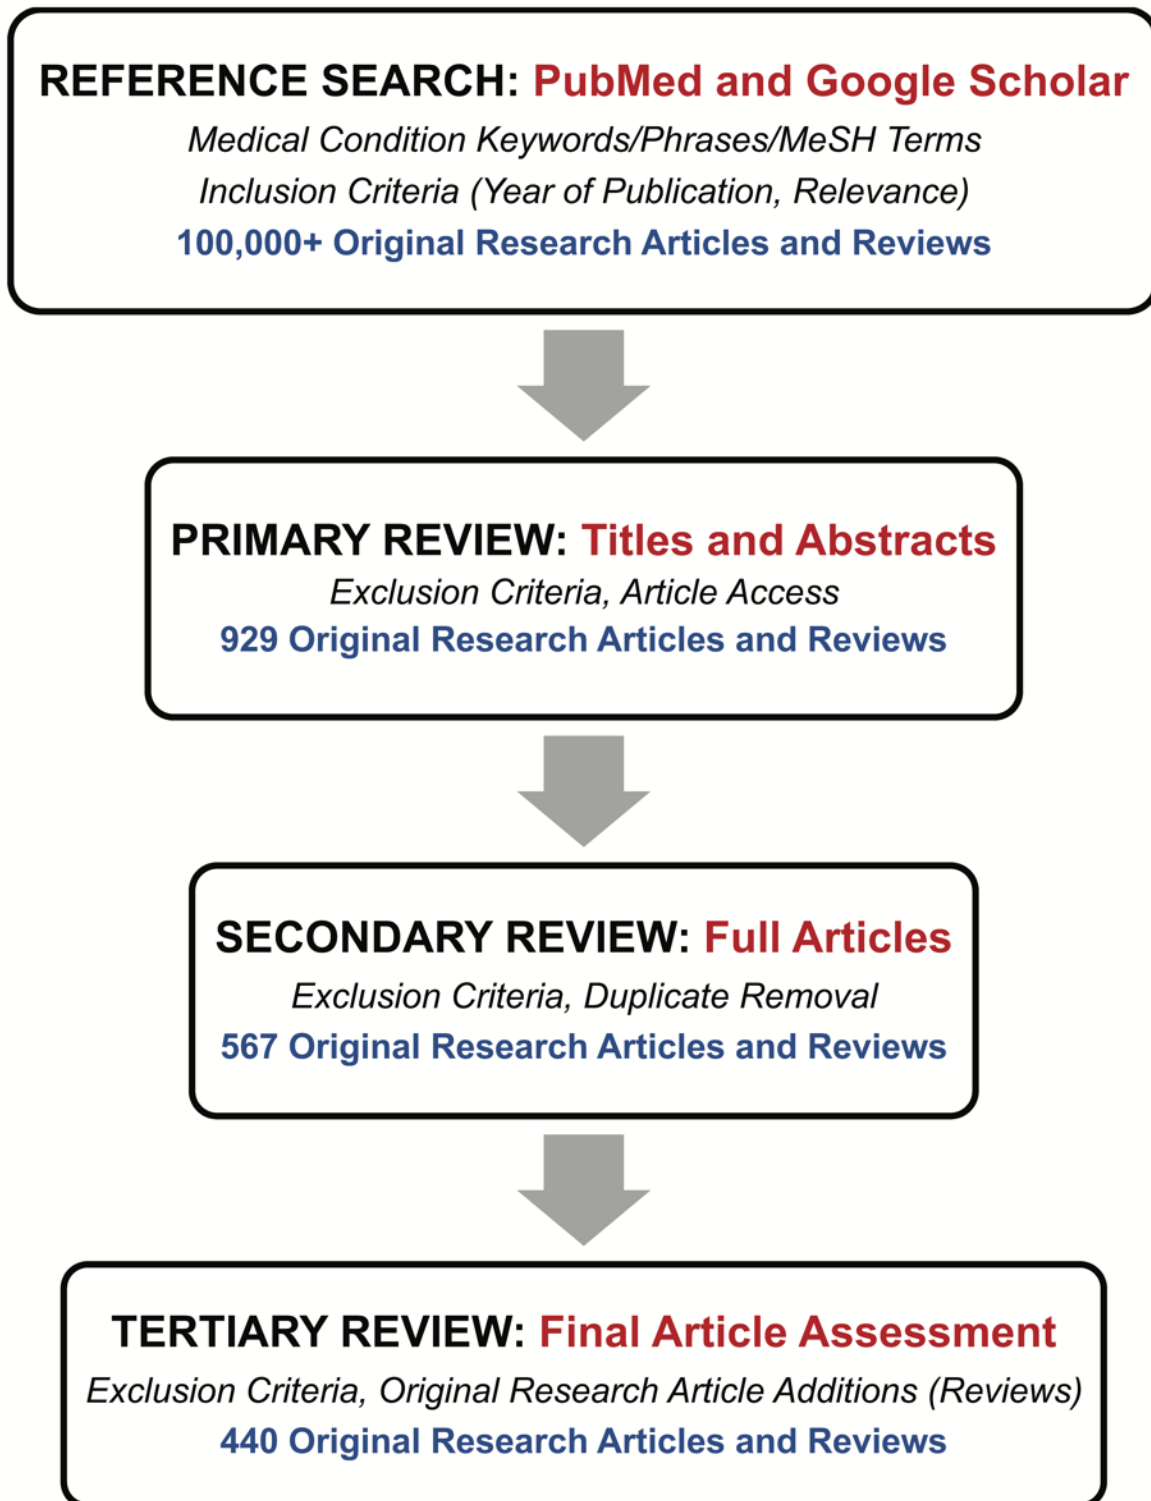 REFERENCE SEARCH: PubMed and Google Scholar
Medical Condition Keywords/Phrases/MeSH Terms
Inclusion Criteria (Year of Publication, Relevance)
100,000+ Original Research Articles and Reviews
PRIMARY REVIEW: Titles and Abstracts
Exclusion Criteria, Article Access
929 Original Research Articles and Reviews
SECONDARY REVIEW: Full Articles
Exclusion Criteria, Duplicate Removal
567 Original Research Articles and Reviews
TERTIARY REVIEW: Final Article Assessment
Exclusion Criteria, Original Research Article Additions (Reviews)
440 Original Research Articles and Reviews